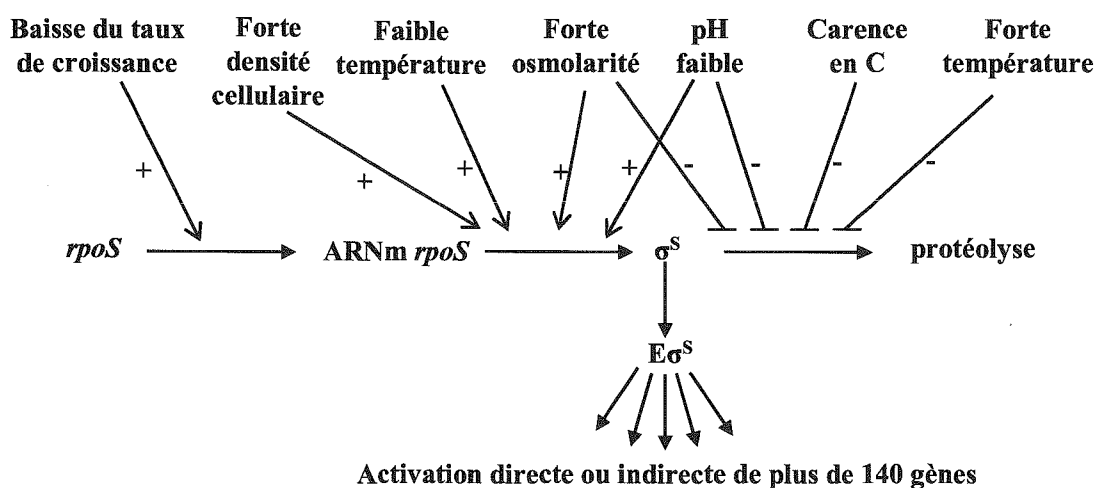 Baisse du taux
de croissance
Forte
densité
cellulaire
Faible
température
Forte
osmolarité
pH
faible
Carence
en C
Forte
température
+
+
+
+
+
-
-
-
-
rpoS
ARNm rpoS
σS
protéolyse
EσS
Activation directe ou indirecte de plus de 140 gènes